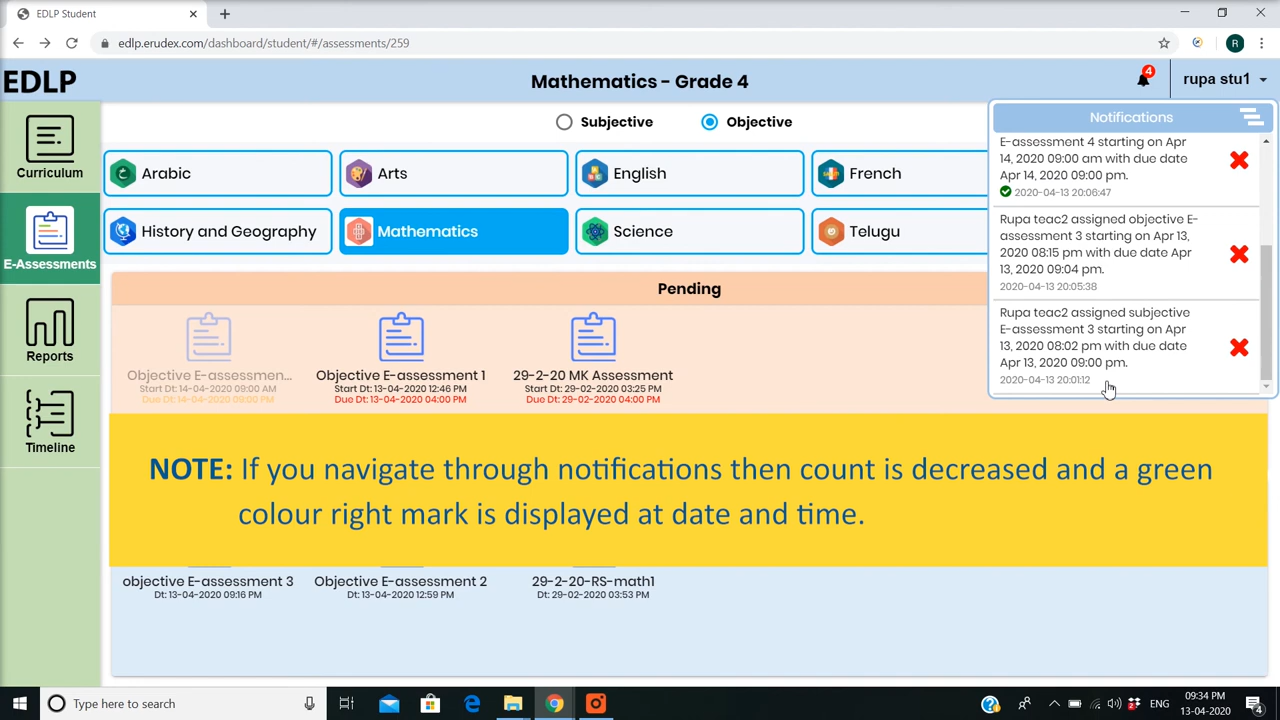 EDLP Student
edlp.erudex.com/dashboard/student/#/assessments/259
R
EDLP
Mathematics - Grade 4
4
rupa stu1
Subjective
Objective
Notifications
Curriculum
E-Assessments
Reports
Timeline
Arabic
Arts
English
French
History and Geography
Mathematics
Science
Telugu
E-assessment 4 starting on Apr
14, 2020 09:00 am with due date
Apr 14, 2020 09:00 pm.
2020-04-13 20:06:47
Rupa teac2 assigned objective E-
assessment 3 starting on Apr 13,
2020 08:15 pm with due date Apr
13, 2020 09:04 pm.
2020-04-13 20:05:38
Rupa teac2 assigned subjective
E-assessment 3 starting on Apr
13, 2020 08:02 pm with due date
Apr 13, 2020 09:00 pm.
2020-04-13 20:01:12
Pending
Objective E-assessmen...
Start Dt: 14-04-2020 09:00 AM
Due Dt: 14-04-2020 09:00 PM
Objective E-assessment 1
Start Dt: 13-04-2020 12:46 PM
Due Dt: 13-04-2020 04:00 PM
29-2-20 MK Assessment
Start Dt: 29-02-2020 03:25 PM
Due Dt: 29-02-2020 04:00 PM
NOTE: If you navigate through notifications then count is decreased and a green
colour right mark is displayed at date and time.
objective E-assessment 3
Dt: 13-04-2020 09:16 PM
Objective E-assessment 2
Dt: 13-04-2020 12:59 PM
29-2-20-RS-math1
Dt: 29-02-2020 03:53 PM
Type here to search
ENG
09:34 PM
13-04-2020
4